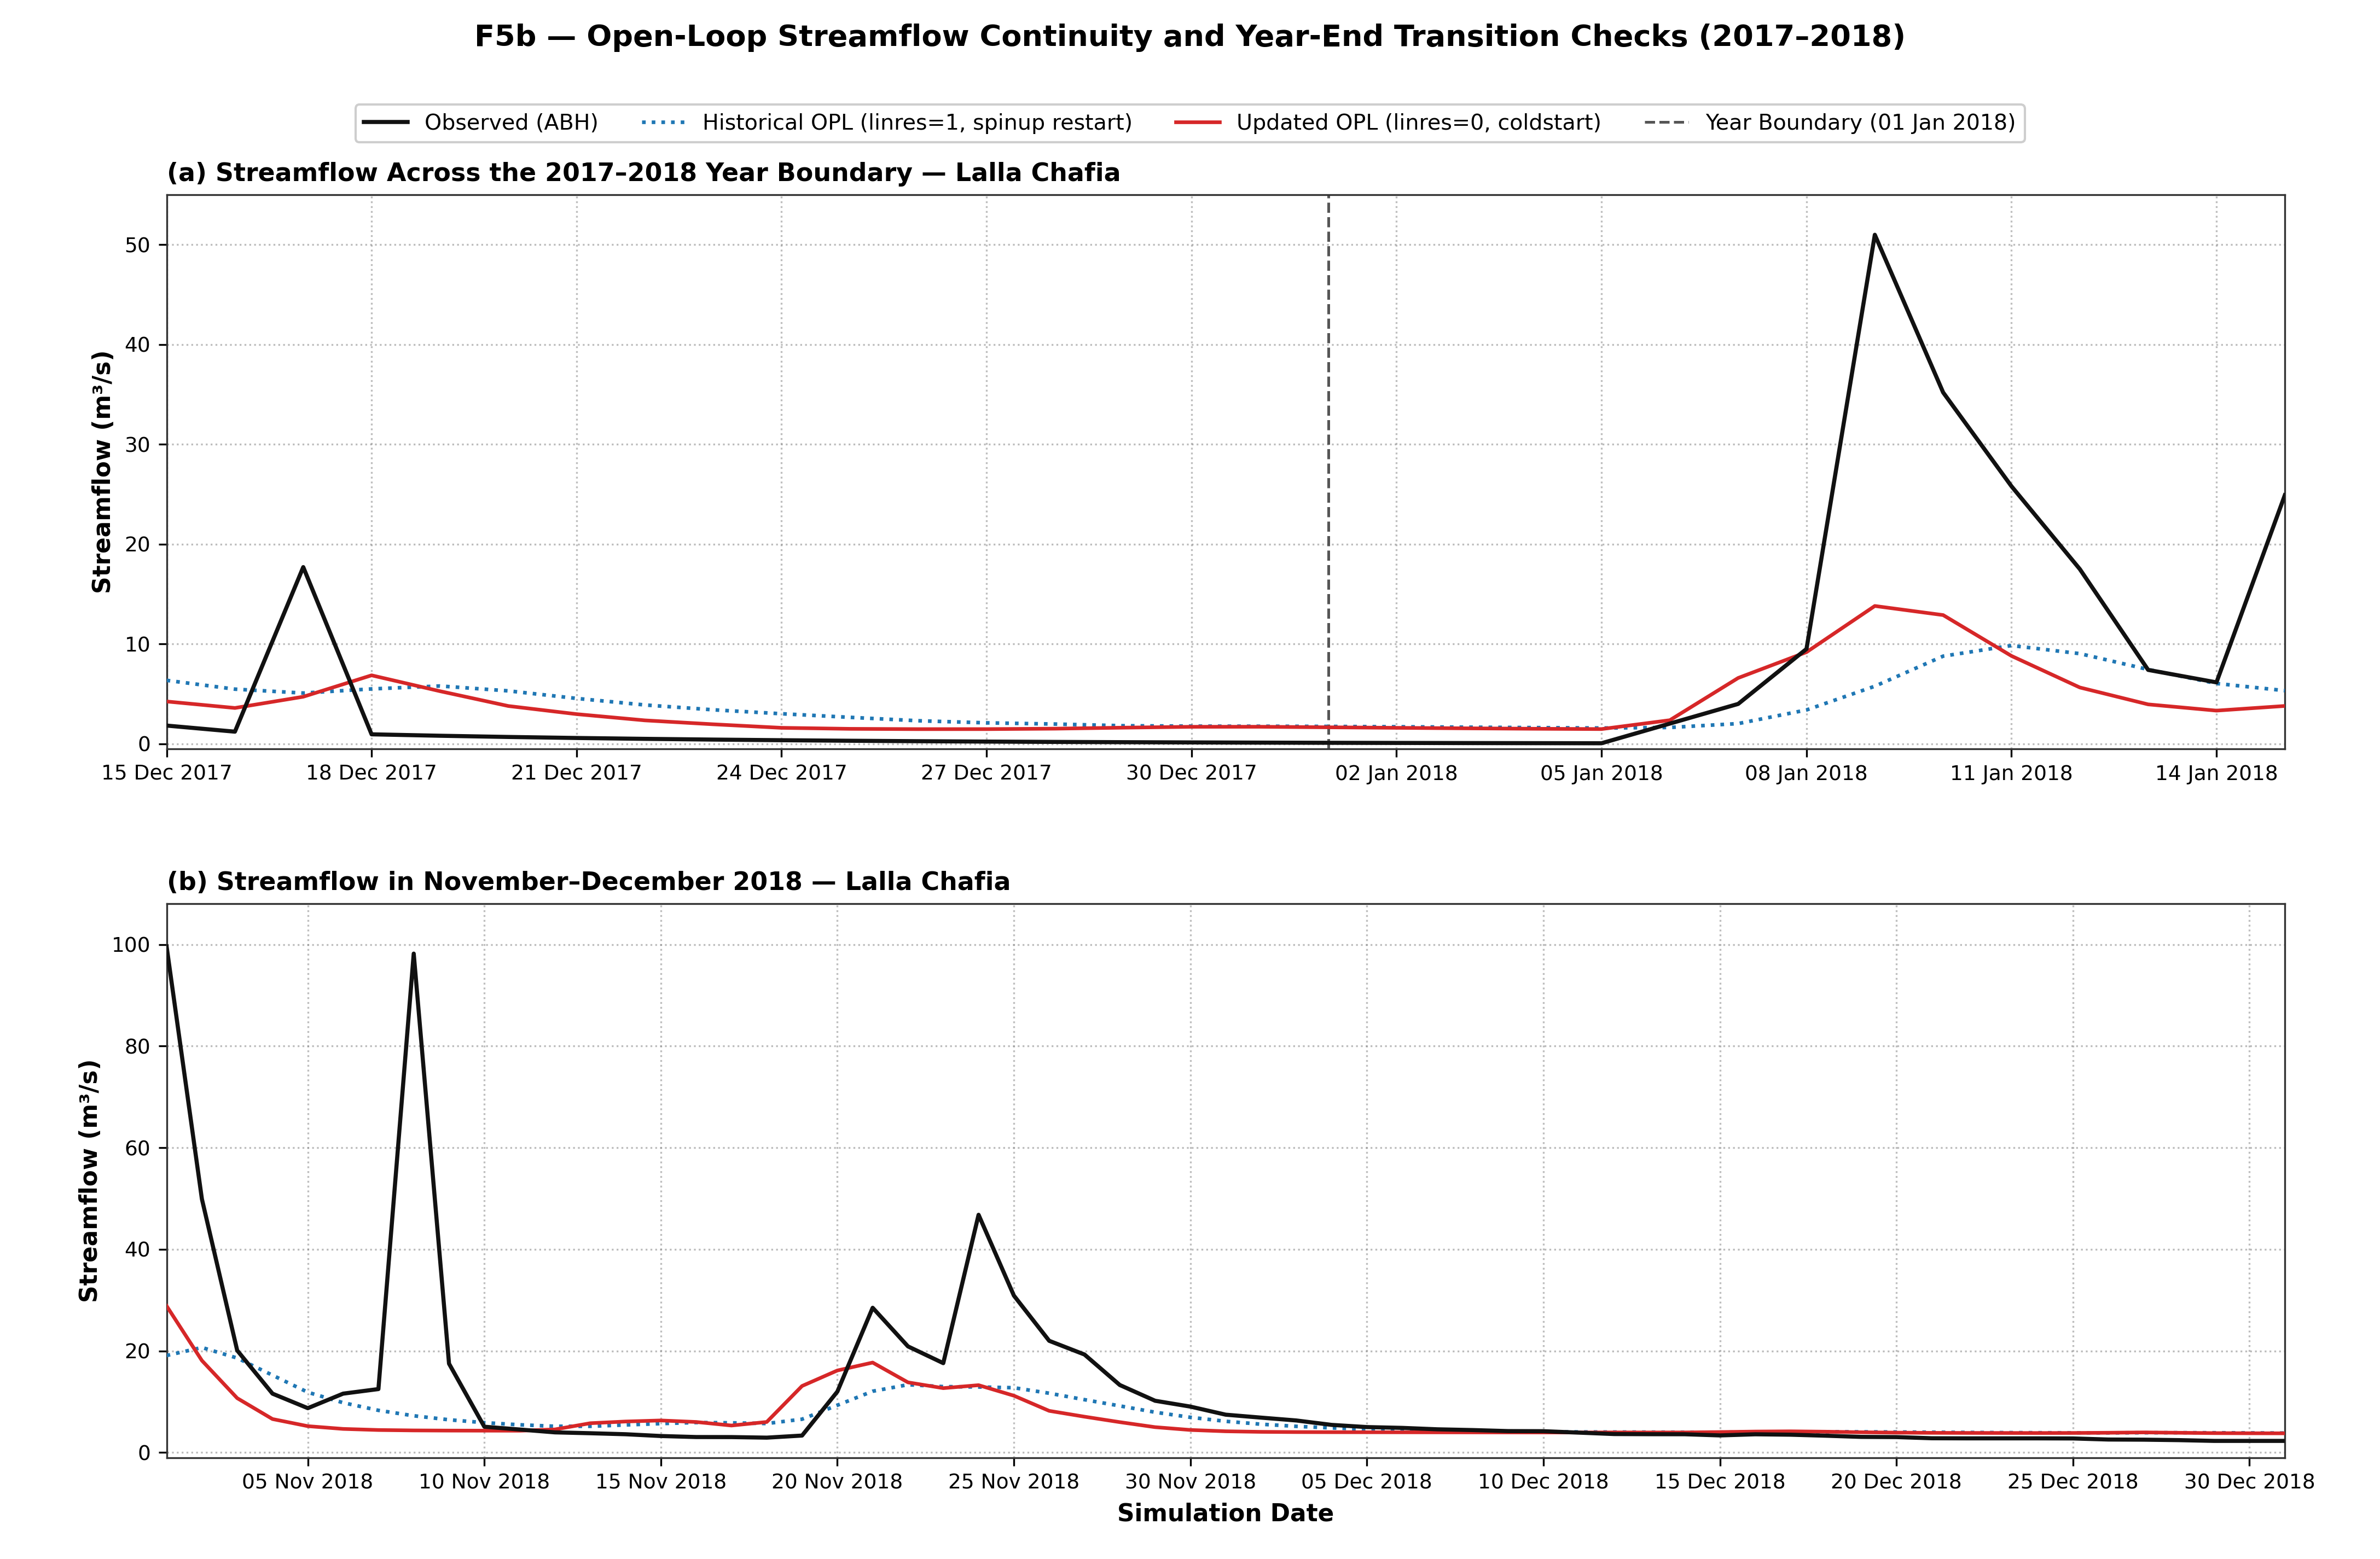 F5b — Open-Loop Streamflow Continuity and Year-End Transition Checks (2017–2018)
Observed (ABH) Historical OPL (linres=1, spinup restart) Updated OPL (linres=0, coldstart) Year Boundary (01 Jan 2018)
(a) Streamflow Across the 2017–2018 Year Boundary — Lalla Chafia
Streamflow (m³/s)
50
40
30
20
10
0
15 Dec 2017 18 Dec 2017 21 Dec 2017 24 Dec 2017 27 Dec 2017 30 Dec 2017 02 Jan 2018 05 Jan 2018 08 Jan 2018 11 Jan 2018 14 Jan 2018
(b) Streamflow in November–December 2018 — Lalla Chafia
Streamflow (m³/s)
100
80
60
40
20
0
05 Nov 2018 10 Nov 2018 15 Nov 2018 20 Nov 2018 25 Nov 2018 30 Nov 2018 05 Dec 2018 10 Dec 2018 15 Dec 2018 20 Dec 2018 25 Dec 2018 30 Dec 2018
Simulation Date